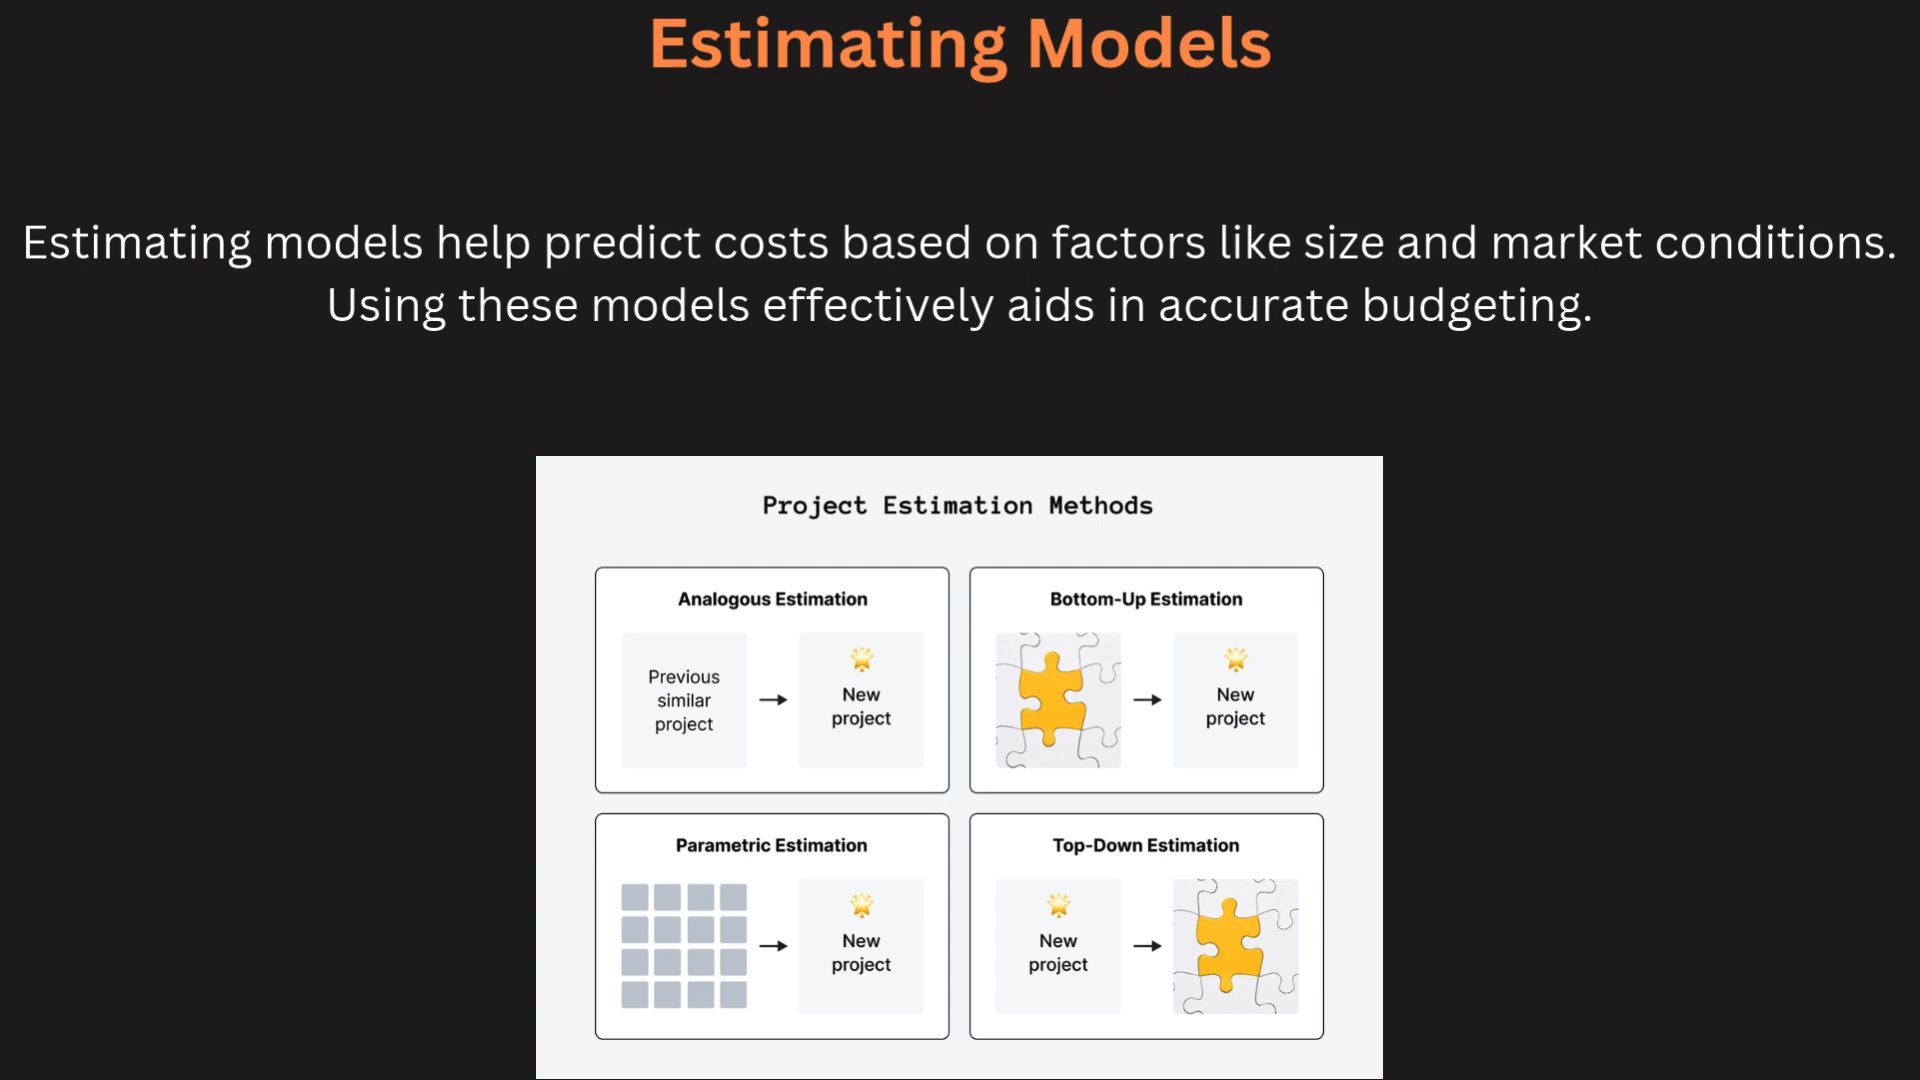 Estimating Models
Estimating models help predict costs based on factors like size and market conditions.
Using these models effectively aids in accurate budgeting.
Project Estimation Methods
Analogous Estimation
Previous
similar
project
New
project
Bottom-Up Estimation
New
project
Parametric Estimation
New
project
Top-Down Estimation
New
project